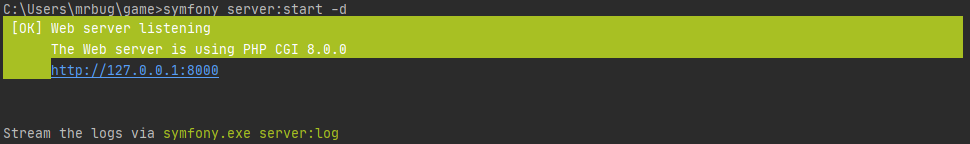 C:\Users\mrbug\game>symfony server:start -d
[OK] Web server listening
The Web server is using PHP CGI 8.0.0
http://127.0.0.1:8000
Stream the logs via symfony.exe server:log